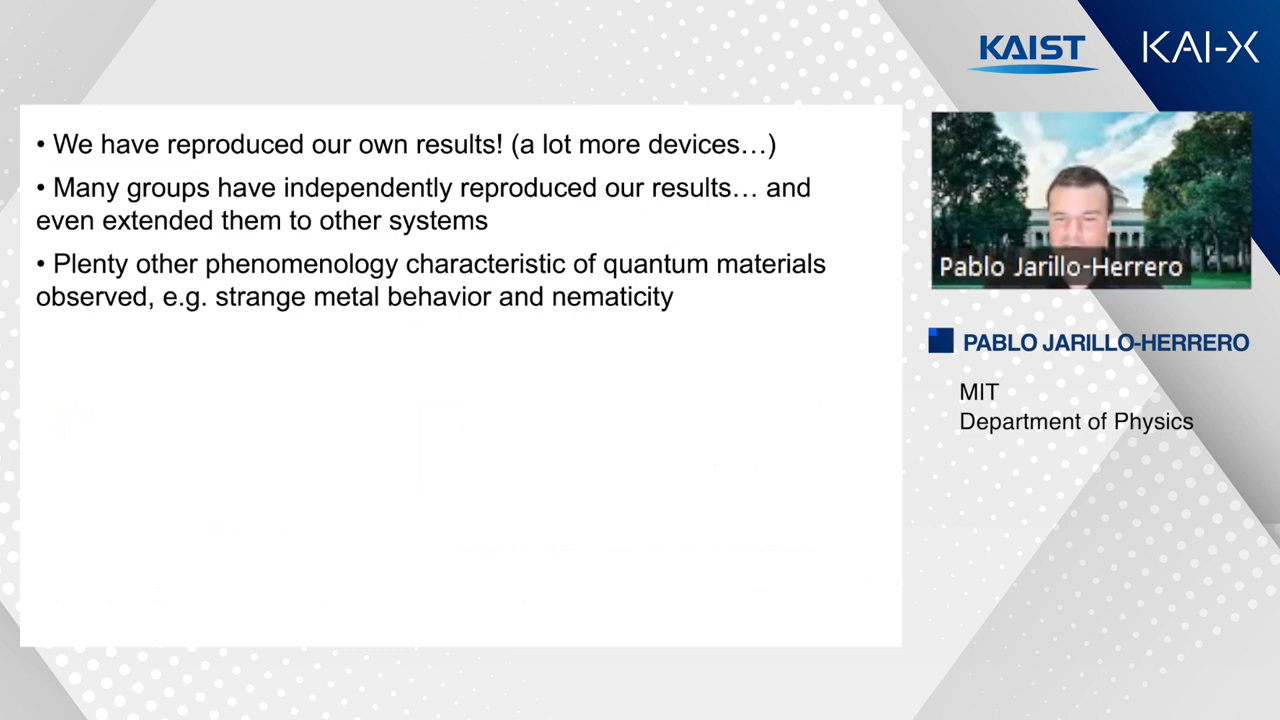 KAIST
KAI-X
• We have reproduced our own results! (a lot more devices…)
• Many groups have independently reproduced our results… and
even extended them to other systems
• Plenty other phenomenology characteristic of quantum materials
observed, e.g. strange metal behavior and nematicity
Pablo Jarillo-Herrero
PABLO JARILLO-HERRERO
MIT
Department of Physics